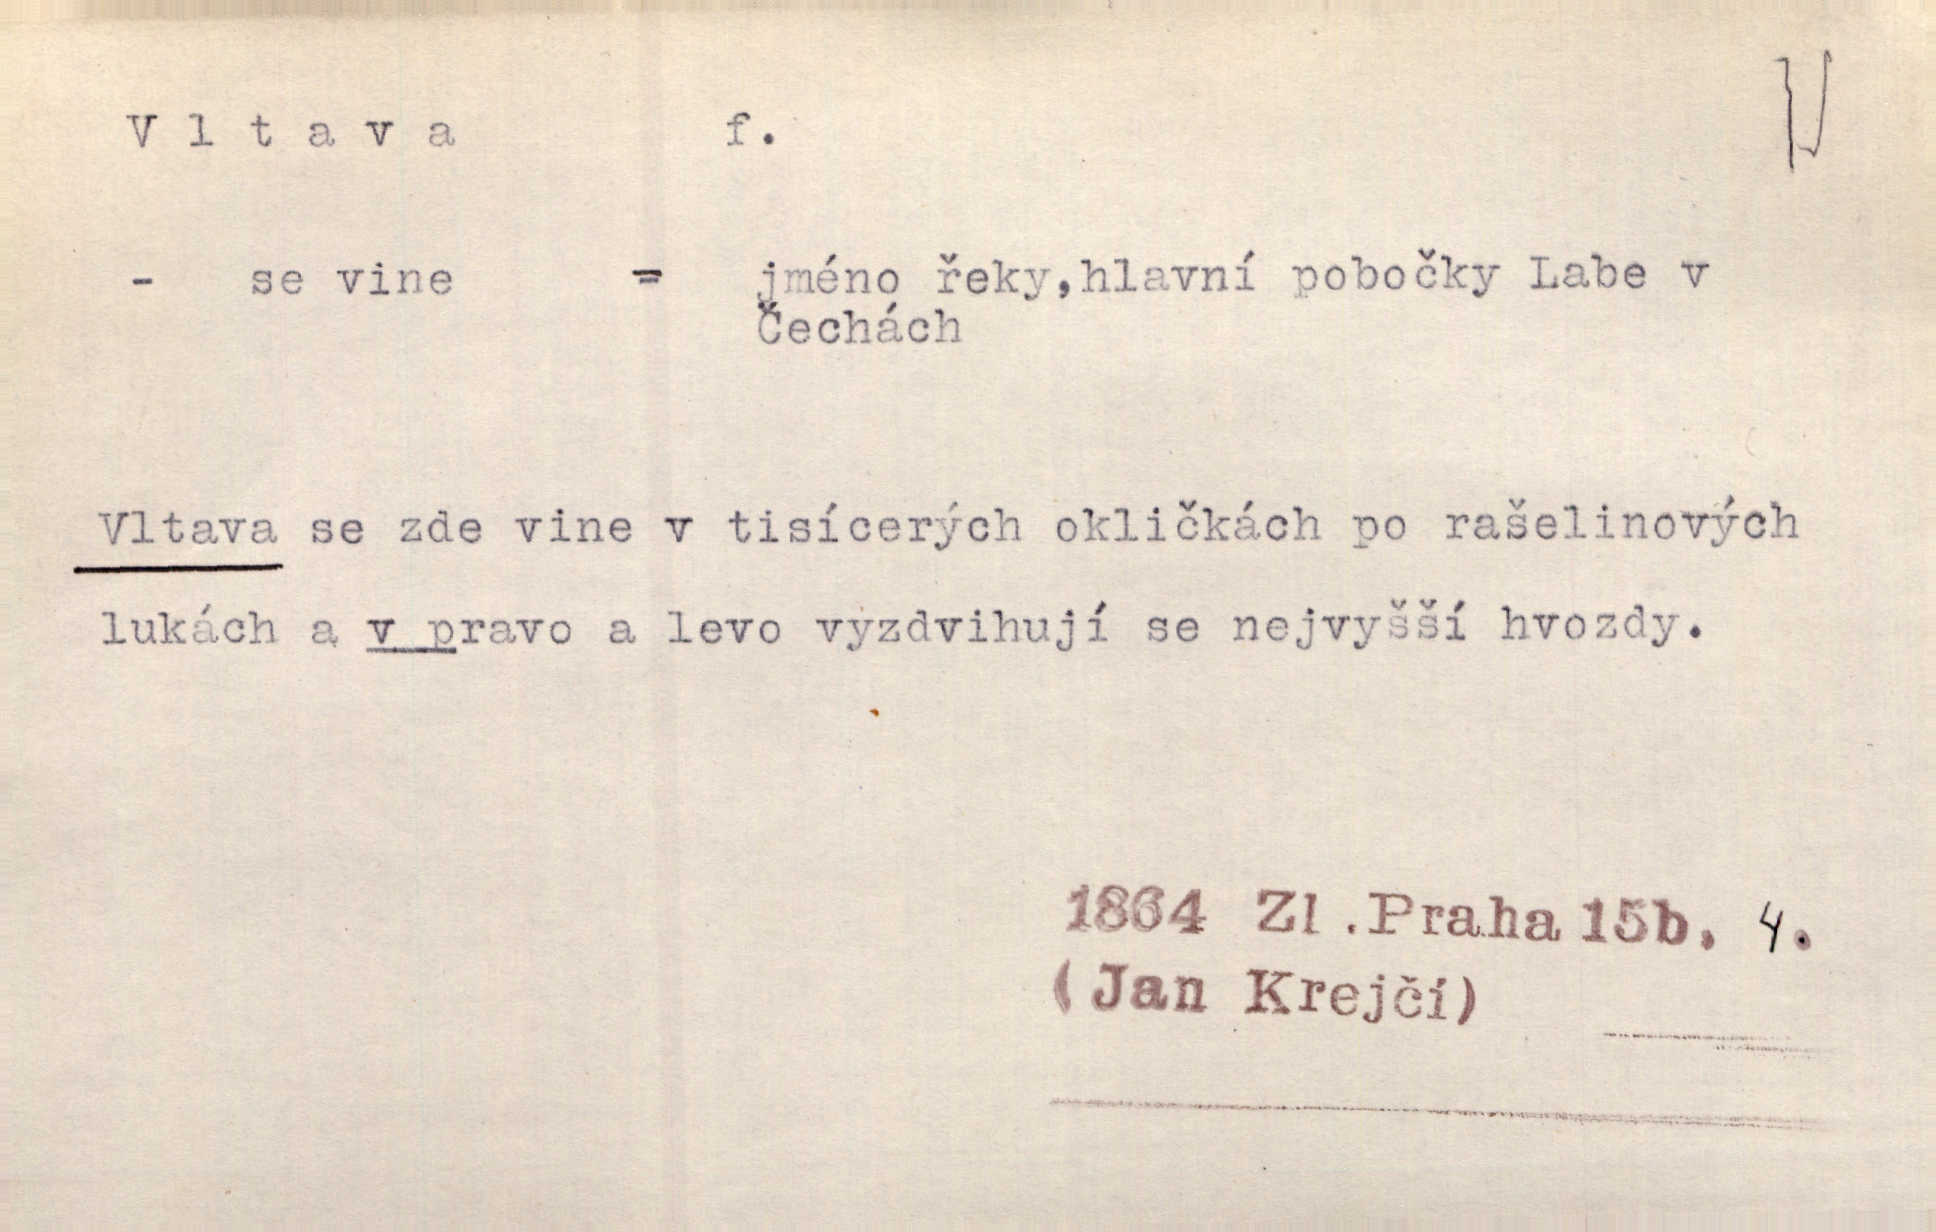 V l t a v a f.
- se vine = jméno řeky,hlavní pobočky Labe v
Čechách
Vltava se zde vine v tisícerých okličkách po rašelinových
lukách a v pravo a levo vyzdvihují se nejvyšší hvozdy.
1864 Zl.Praha 15b. 4.
(Jan Krejčí)